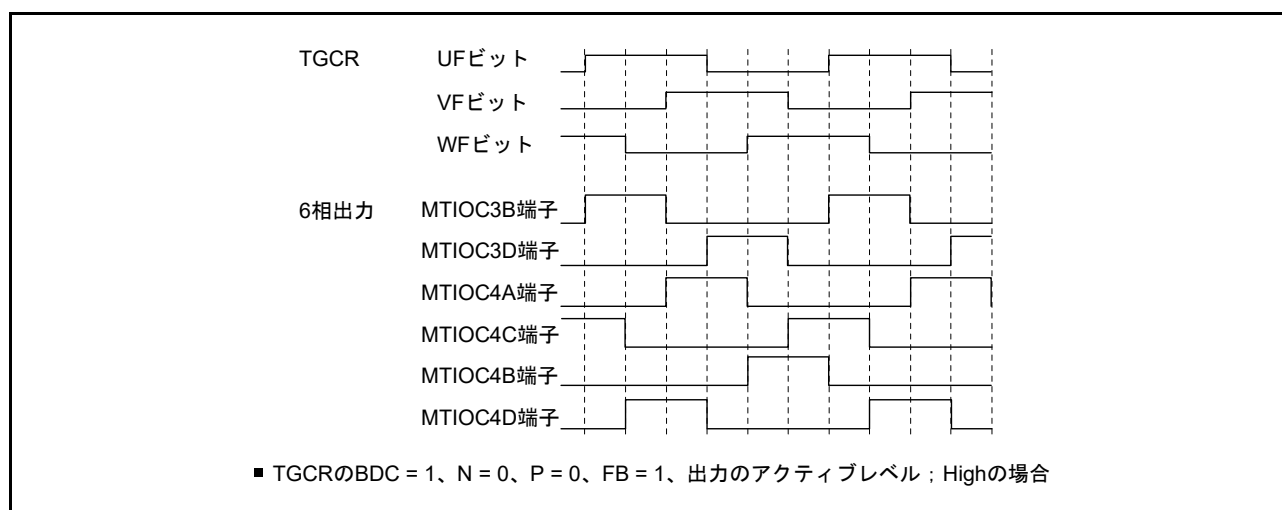 TGCR UFビット
VFビット
WFビット
6相出力 MTIOC3B端子
MTIOC3D端子
MTIOC4A端子
MTIOC4C端子
MTIOC4B端子
MTIOC4D端子
■ TGCRのBDC = 1、N = 0、P = 0、FB = 1、出力のアクティブレベル；Highの場合